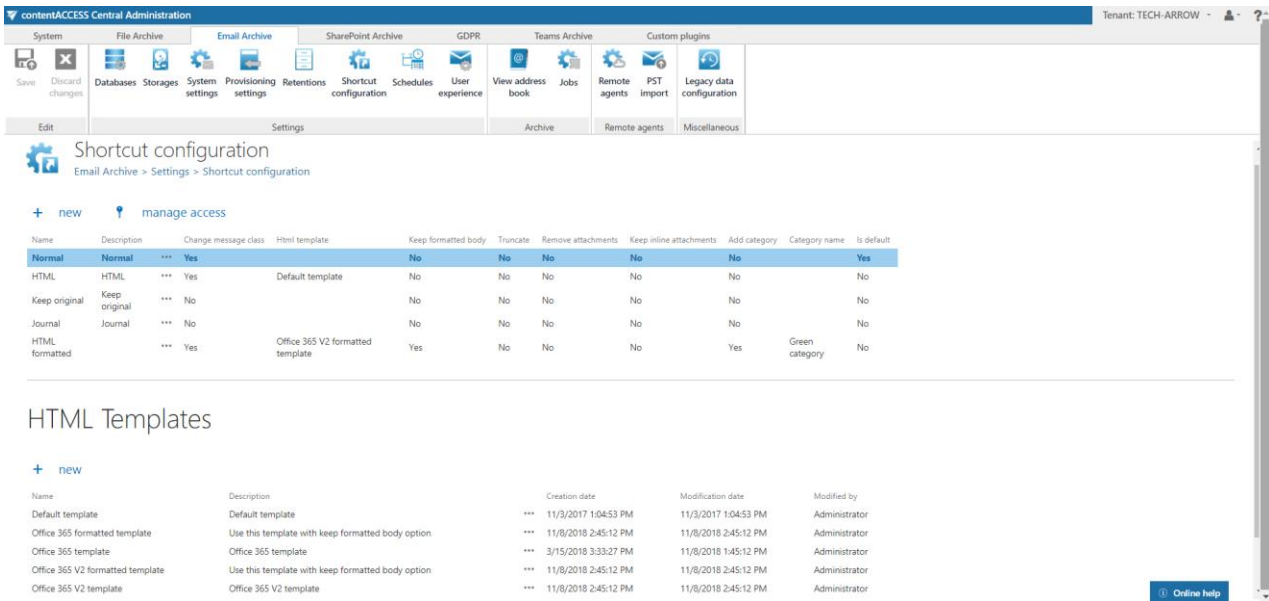 contentACCESS Central Administration
Tenant: TECH-ARROW
?
System File Archive Email Archive SharePoint Archive GDPR Teams Archive Custom plugins
Save Discard changes Databases Storages System settings Provisioning settings Retentions Shortcut configuration Schedules User experience View address book Jobs Remote agents PST import Legacy data configuration
Edit Settings Archive Remote agents Miscellaneous
Shortcut configuration
Email Archive > Settings > Shortcut configuration
+ new manage access
Name Description Change message class Html template Keep formatted body Truncate Remove attachments Keep inline attachments Add category Category name Is default
Normal Normal *** Yes No No No No No Yes
HTML HTML *** Yes Default template No No No No No No
Keep original Keep original *** No No No No No No No
Journal Journal *** No No No No No No No
HTML formatted *** Yes Office 365 V2 formatted template Yes No No No Yes Green category No
HTML Templates
+ new
Name Description Creation date Modification date Modified by
Default template Default template *** 11/3/2017 1:04:53 PM 11/3/2017 1:04:53 PM Administrator
Office 365 formatted template Use this template with keep formatted body option *** 11/8/2018 2:45:12 PM 11/8/2018 2:45:12 PM Administrator
Office 365 template Office 365 template *** 3/15/2018 3:33:27 PM 11/8/2018 1:45:12 PM Administrator
Office 365 V2 formatted template Use this template with keep formatted body option *** 11/8/2018 2:45:12 PM 11/8/2018 2:45:12 PM Administrator
Office 365 V2 template Office 365 V2 template *** 11/8/2018 2:45:12 PM 11/8/2018 2:45:12 PM Administrator
Online help